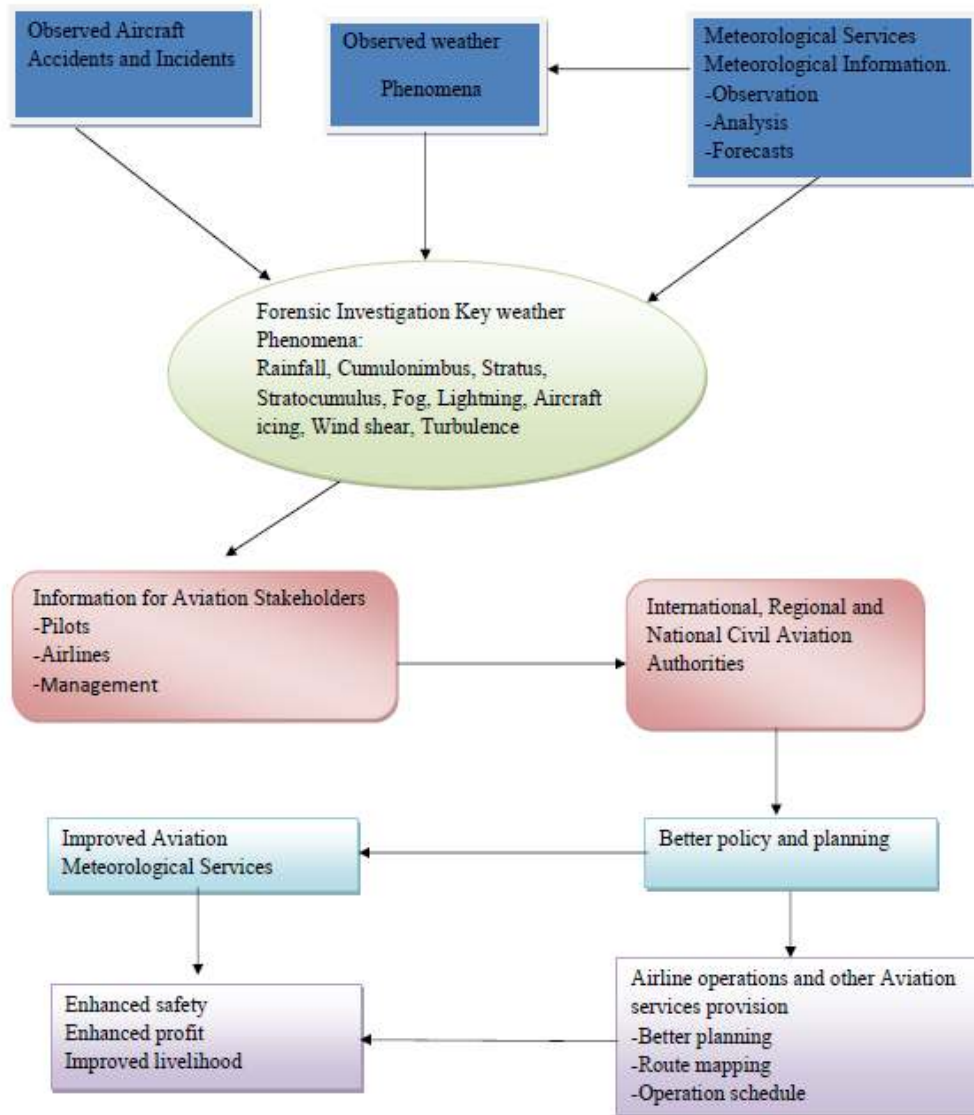 Observed Aircraft
Accidents and Incidents
Observed weather
Phenomena
Meteorological Services
Meteorological Information.
-Observation
-Analysis
-Forecasts
Forensic Investigation Key weather
Phenomena:
Rainfall, Cumulonimbus, Stratus,
Stratocumulus, Fog, Lightning, Aircraft
icing, Wind shear, Turbulence
Information for Aviation Stakeholders
-Pilots
-Airlines
-Management
International, Regional and
National Civil Aviation
Authorities
Improved Aviation
Meteorological Services
Better policy and planning
Enhanced safety
Enhanced profit
Improved livelihood
Airline operations and other Aviation
services provision
-Better planning
-Route mapping
-Operation schedule